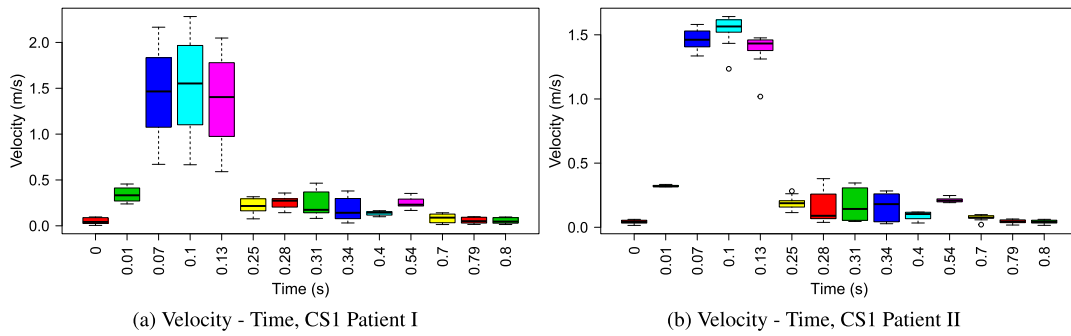 Velocity (m/s)
2.0
1.5
1.0
0.5
0.0
0 0.01 0.07 0.1 0.13 0.25 0.28 0.31 0.34 0.4 0.54 0.7 0.79 0.8
Time (s)
(a) Velocity - Time, CS1 Patient I
Velocity (m/s)
1.5
1.0
0.5
0.0
0 0.01 0.07 0.1 0.13 0.25 0.28 0.31 0.34 0.4 0.54 0.7 0.79 0.8
Time (s)
(b) Velocity - Time, CS1 Patient II